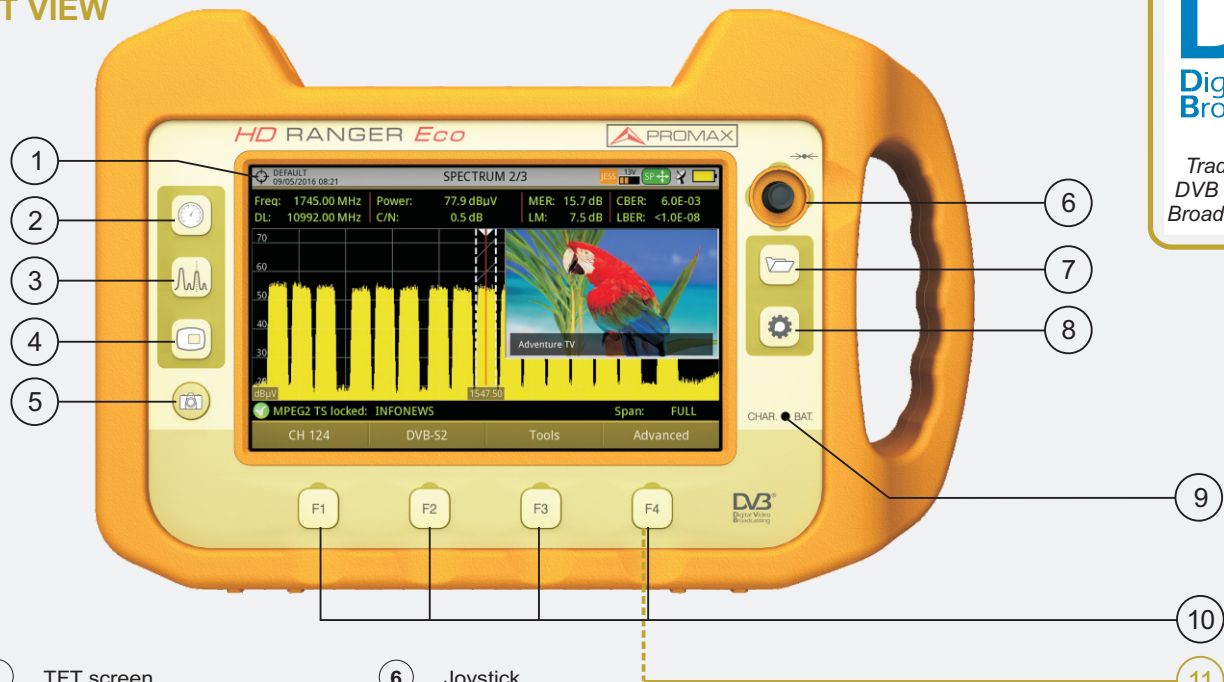 T VIEW
Dig
Bro
Trad
DVB
Broad
HD RANGER Eco
PROMAX
DEFAULT
09/05/2016 08:21
SPECTRUM 2/3
JESS
13V
SP
Freq: 1745.00 MHz Power: 77.9 dBµV MER: 15.7 dB CBER: 6.0E-03
DL: 10992.00 MHz C/N: 0.5 dB LM: 7.5 dB LBER: <1.0E-08
70
60
50
40
30
20
dBµV
1547.50
Adventure TV
MPEG2 TS locked: INFONEWS Span: FULL
CH 124 DVB-S2 Tools Advanced
CHAR. BAT.
F1 F2 F3 F4
DVB
Digital Video
Broadcasting
1
2
3
4
5
6
7
8
9
10
11
TFT screen
6 Joystick